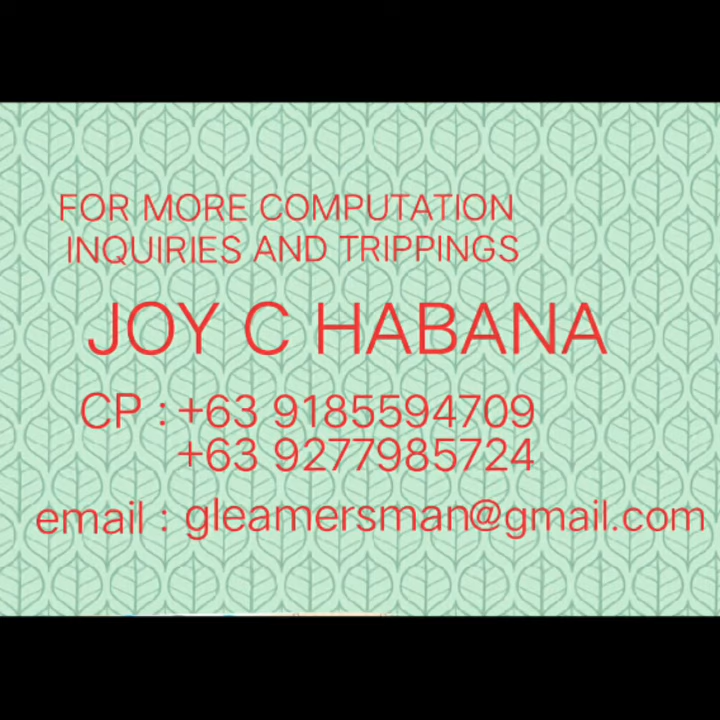 FOR MORE COMPUTATION
INQUIRIES AND TRIPPINGS
JOY C HABANA
CP : +63 9185594709
+63 9277985724
email : gleamersman@gmail.com